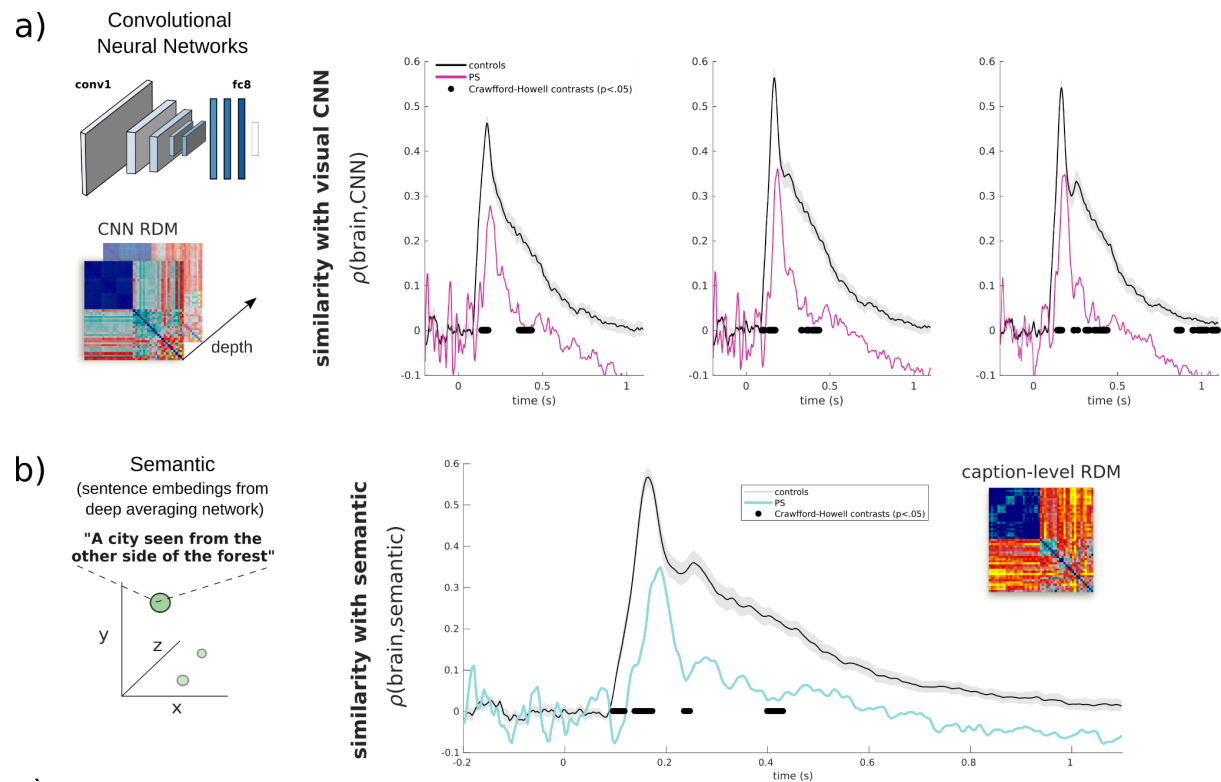 a)
Convolutional
Neural Networks
conv1
fc8
CNN RDM
depth
similarity with visual CNN
ρ(brain,CNN)
0.6
0.5
0.4
0.3
0.2
0.1
0
-0.1
controls
PS
Crawfford-Howell contrasts (p<.05)
0
0.5
1
time (s)
0.6
0.5
0.4
0.3
0.2
0.1
0
-0.1
0
0.5
1
time (s)
0.6
0.5
0.4
0.3
0.2
0.1
0
-0.1
0
0.5
1
time (s)
b)
Semantic
(sentence embedings from
deep averaging network)
"A city seen from the
other side of the forest"
y
z
x
similarity with semantic
ρ(brain,semantic)
0.6
0.5
0.4
0.3
0.2
0.1
0
-0.1
controls
PS
Crawfford-Howell contrasts (p<.05)
caption-level RDM
-0.2
0
0.2
0.4
0.6
0.8
1
time (s)